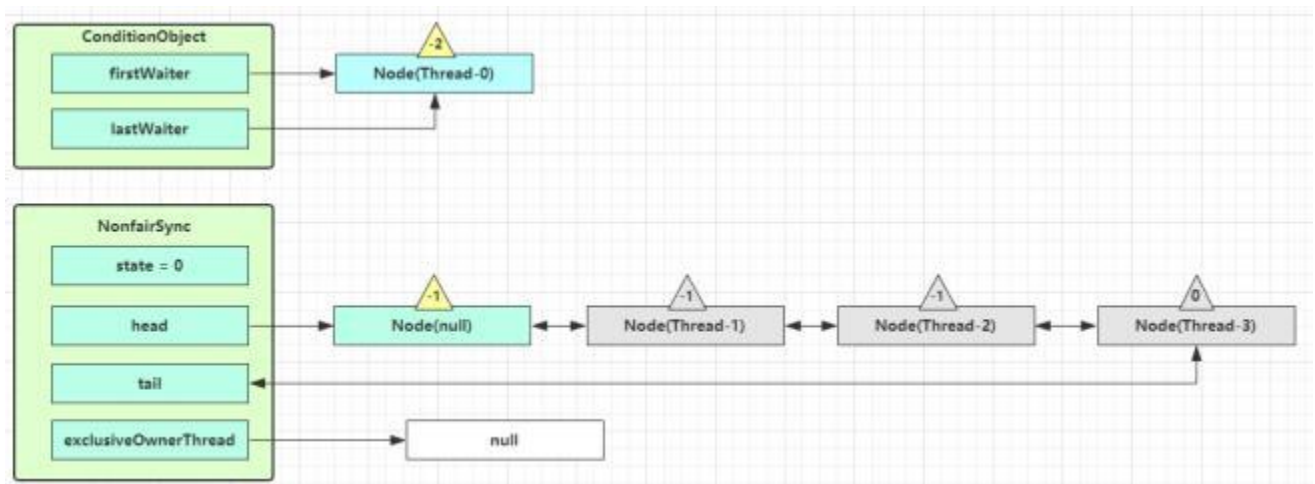 ConditionObject
-2
firstWaiter
Node(Thread-0)
lastWaiter
NonfairSync
state = 0
-1
-1
-1
0
head
Node(null)
Node(Thread-1)
Node(Thread-2)
Node(Thread-3)
tail
exclusiveOwnerThread
null